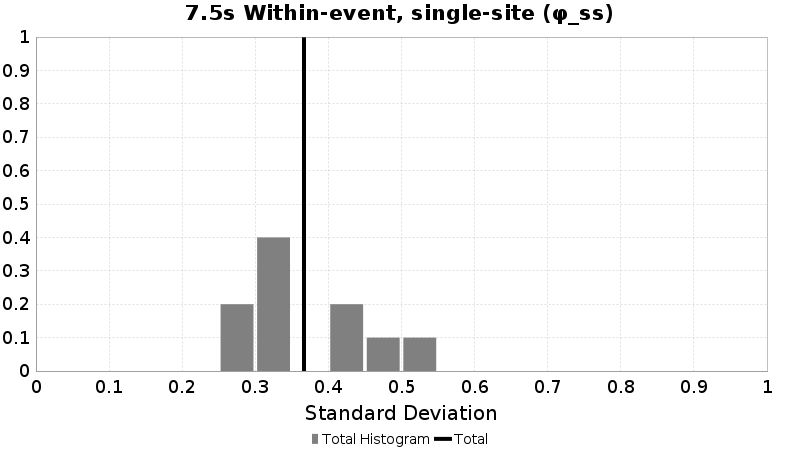 7.5s Within-event, single-site (φ_ss)
1
0.9
0.8
0.7
0.6
0.5
0.4
0.3
0.2
0.1
0
0 0.1 0.2 0.3 0.4 0.5 0.6 0.7 0.8 0.9 1
Standard Deviation
Total Histogram Total